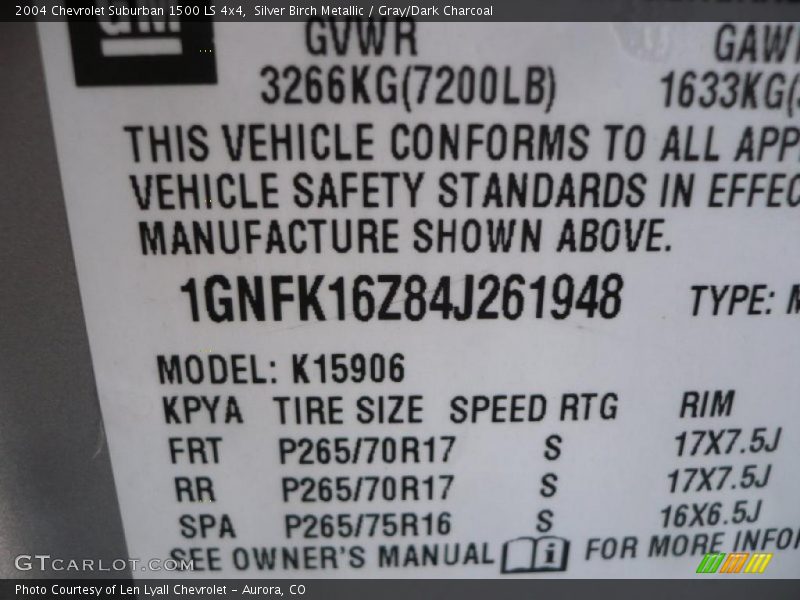 2004 Chevrolet Suburban 1500 LS 4x4, Silver Birch Metallic / Gray/Dark Charcoal
GM
GVWR GAWR
3266KG(7200LB) 1633KG(
THIS VEHICLE CONFORMS TO ALL APP
VEHICLE SAFETY STANDARDS IN EFFEC
MANUFACTURE SHOWN ABOVE.
1GNFK16Z84J261948 TYPE: M
MODEL: K15906
KPYA TIRE SIZE SPEED RTG RIM
FRT P265/70R17 S 17X7.5J
RR P265/70R17 S 17X7.5J
SPA P265/75R16 S 16X6.5J
SEE OWNER'S MANUAL i FOR MORE INFOR
GTcarlot.com
Photo Courtesy of Len Lyall Chevrolet – Aurora, CO